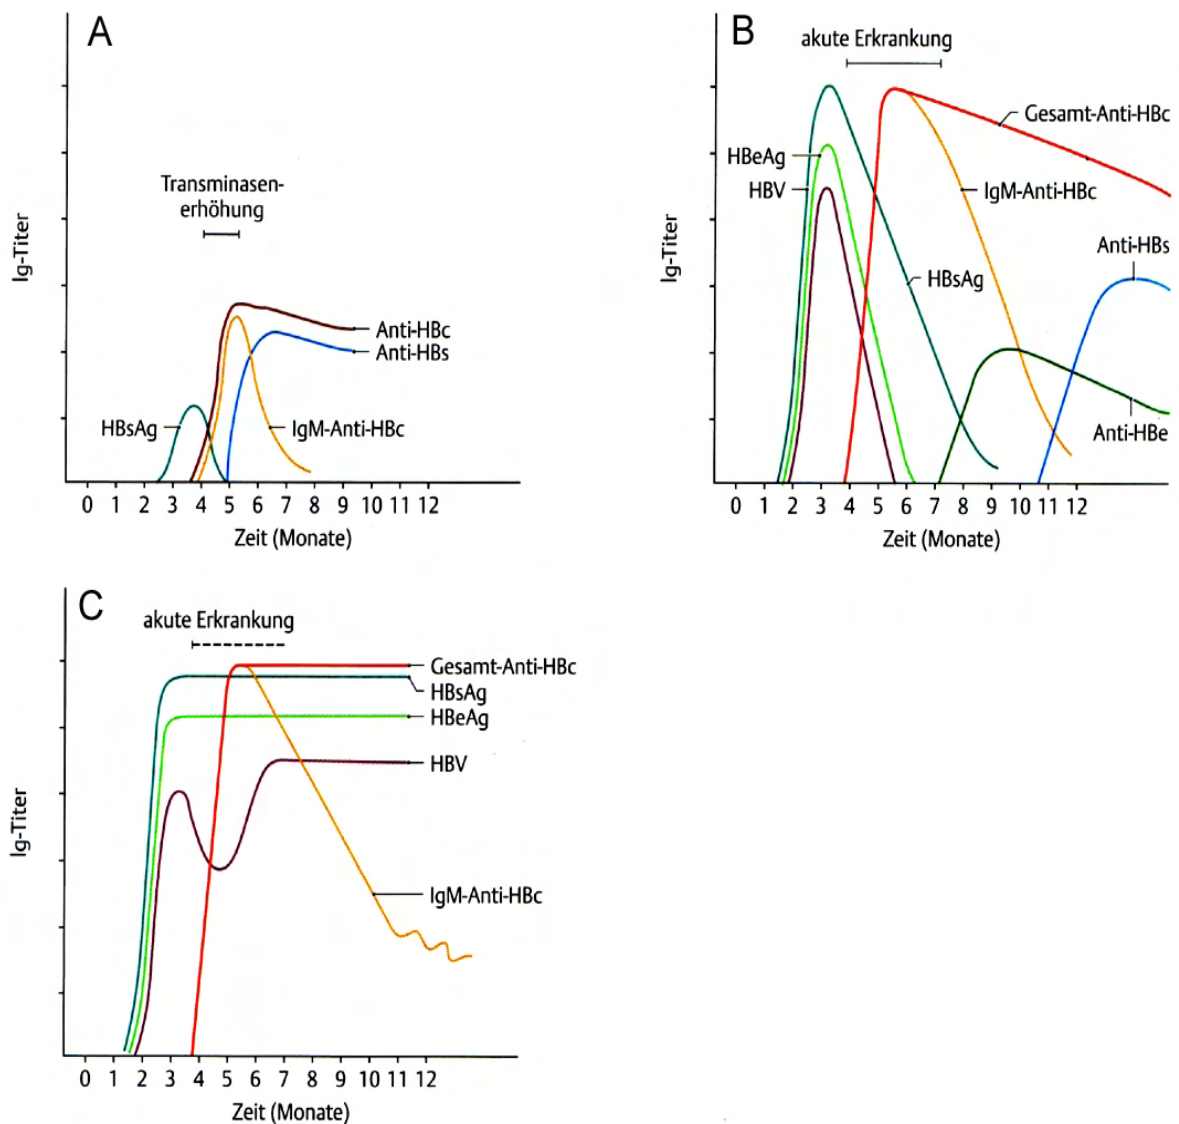 A
Transminasen-
erhöhung
Ig-Titer
Anti-HBc
Anti-HBs
HBsAg
IgM-Anti-HBc
0 1 2 3 4 5 6 7 8 9 10 11 12
Zeit (Monate)
B
akute Erkrankung
Gesamt-Anti-HBc
HBeAg
HBV
IgM-Anti-HBc
Anti-HBs
Ig-Titer
HBsAg
Anti-HBe
0 1 2 3 4 5 6 7 8 9 10 11 12
Zeit (Monate)
C
akute Erkrankung
Gesamt-Anti-HBc
HBsAg
HBeAg
HBV
Ig-Titer
IgM-Anti-HBc
0 1 2 3 4 5 6 7 8 9 10 11 12
Zeit (Monate)